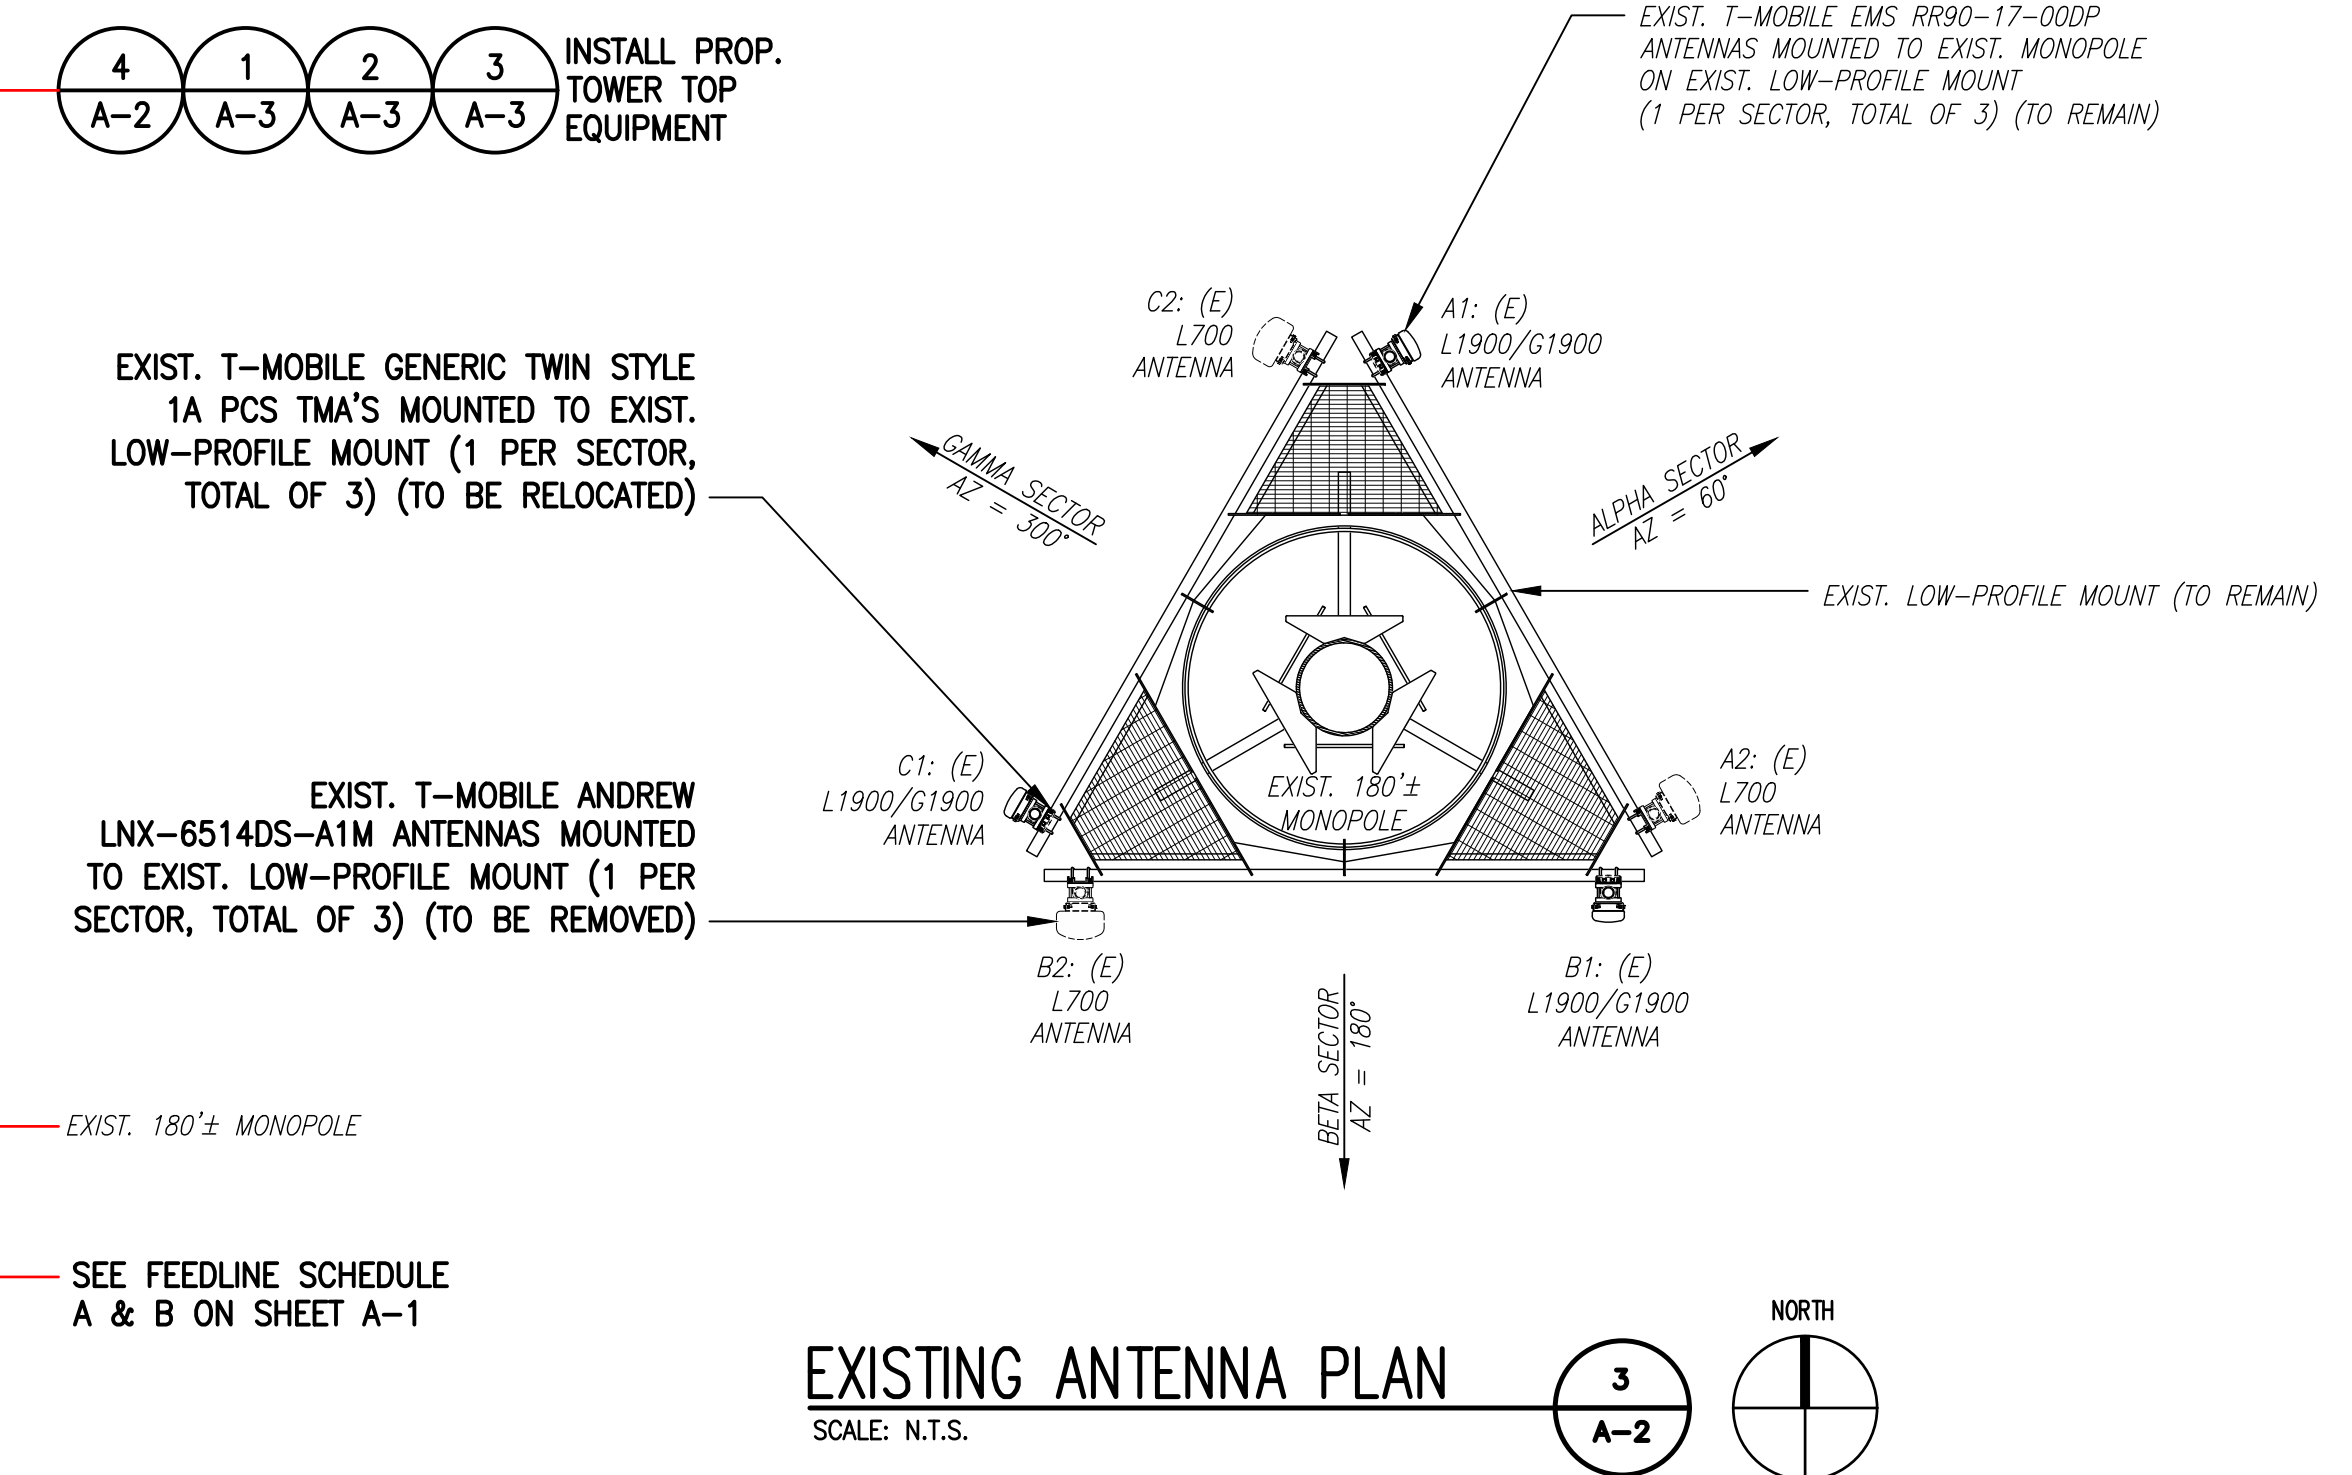 4
A-2
1
A-3
2
A-3
3
A-3
INSTALL PROP.
TOWER TOP
EQUIPMENT
EXIST. T-MOBILE EMS RR90-17-00DP
ANTENNAS MOUNTED TO EXIST. MONOPOLE
ON EXIST. LOW-PROFILE MOUNT
(1 PER SECTOR, TOTAL OF 3) (TO REMAIN)
C2: (E)
L700
ANTENNA
A1: (E)
L1900/G1900
ANTENNA
EXIST. T-MOBILE GENERIC TWIN STYLE
1A PCS TMA'S MOUNTED TO EXIST.
LOW-PROFILE MOUNT (1 PER SECTOR,
TOTAL OF 3) (TO BE RELOCATED)
GAMMA SECTOR
AZ = 300°
ALPHA SECTOR
AZ = 60°
EXIST. LOW-PROFILE MOUNT (TO REMAIN)
C1: (E)
L1900/G1900
ANTENNA
EXIST. 180'±
MONOPOLE
A2: (E)
L700
ANTENNA
EXIST. T-MOBILE ANDREW
LNX-6514DS-A1M ANTENNAS MOUNTED
TO EXIST. LOW-PROFILE MOUNT (1 PER
SECTOR, TOTAL OF 3) (TO BE REMOVED)
B2: (E)
L700
ANTENNA
B1: (E)
L1900/G1900
ANTENNA
BETA SECTOR
AZ = 180°
EXIST. 180'± MONOPOLE
SEE FEEDLINE SCHEDULE
A & B ON SHEET A-1
EXISTING ANTENNA PLAN
SCALE: N.T.S.
3
A-2
NORTH